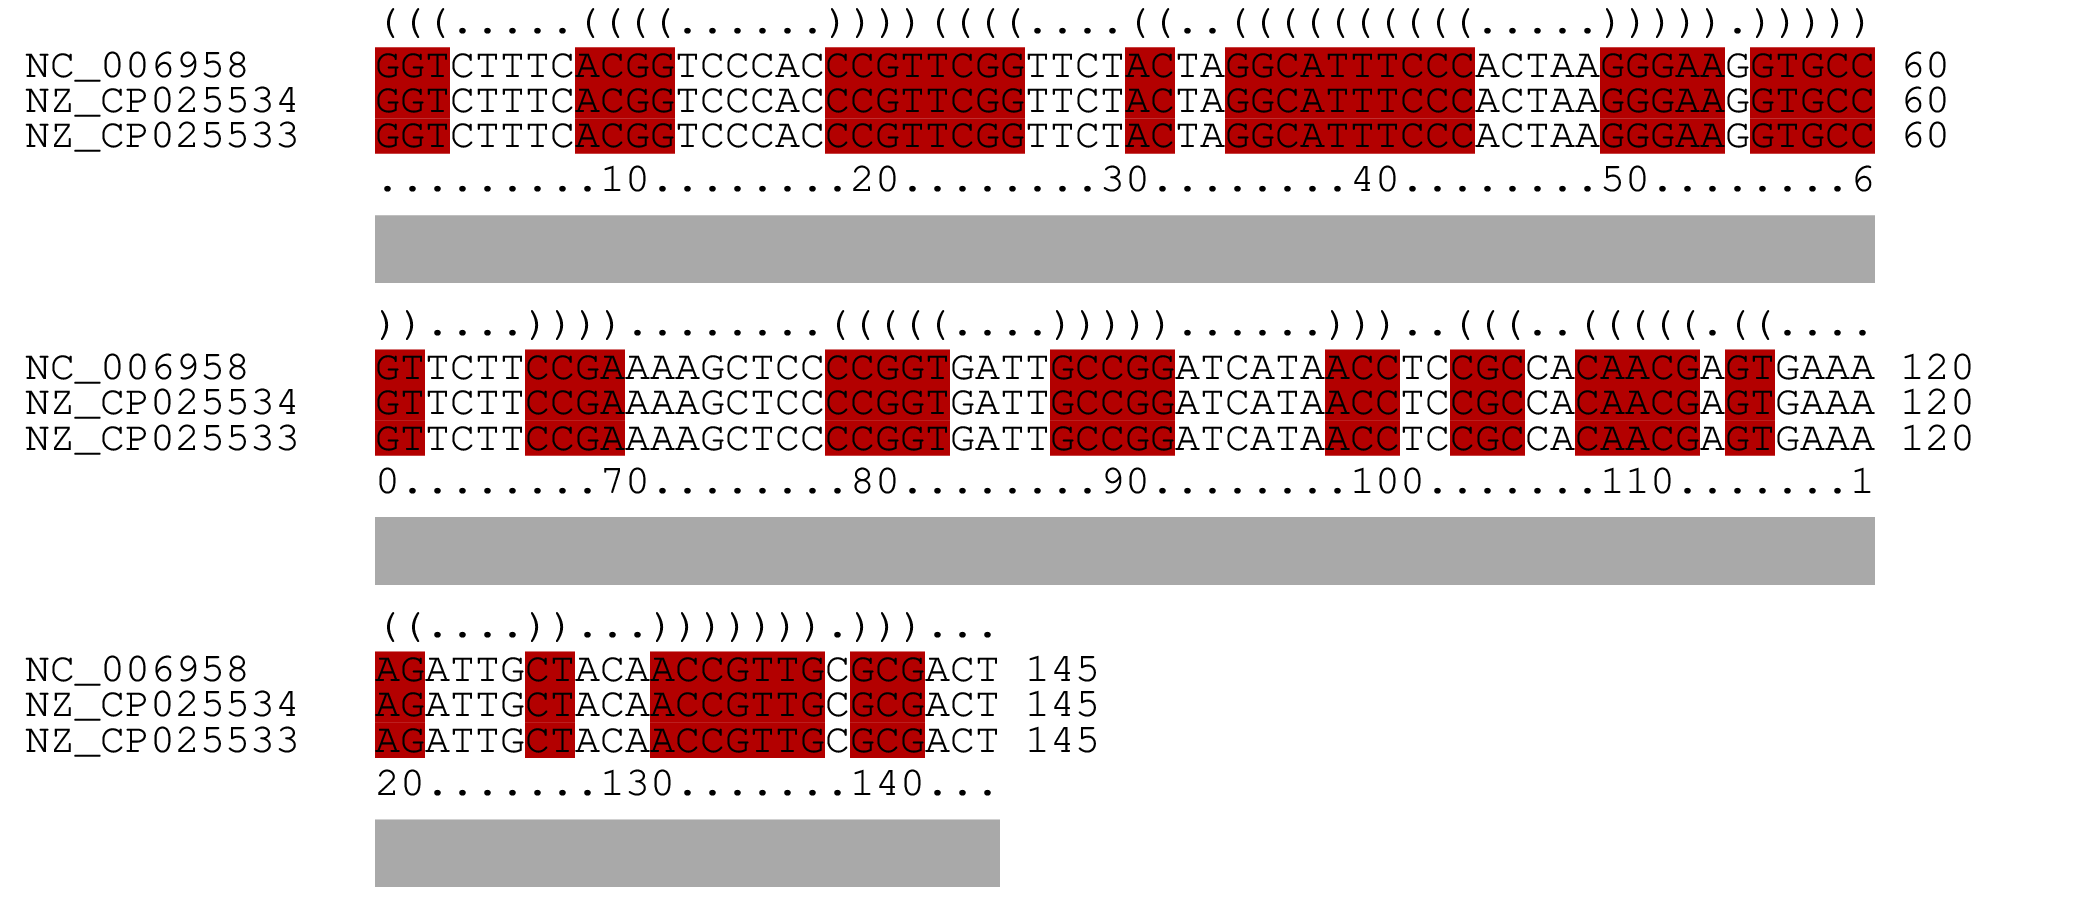 (((.....((((......))))((((....((..((((((((((.....))))).)))))
NC_006958 GGTCTTTCACGGTCCCACCCGTTCGGTTCTACTAGGCATTTCCCACTAAGGGAAGGTGCC 60
NZ_CP025534 GGTCTTTCACGGTCCCACCCGTTCGGTTCTACTAGGCATTTCCCACTAAGGGAAGGTGCC 60
NZ_CP025533 GGTCTTTCACGGTCCCACCCGTTCGGTTCTACTAGGCATTTCCCACTAAGGGAAGGTGCC 60
.........10........20........30........40........50........6
))....))))........(((((....)))))......)))..(((..(((((.((....
NC_006958 GTTCTTCCGAAAAGCTCCCCGGTGATTGCCGGATCATAACCTCCGCCACAACGAGTGAAA 120
NZ_CP025534 GTTCTTCCGAAAAGCTCCCCGGTGATTGCCGGATCATAACCTCCGCCACAACGAGTGAAA 120
NZ_CP025533 GTTCTTCCGAAAAGCTCCCCGGTGATTGCCGGATCATAACCTCCGCCACAACGAGTGAAA 120
0........70........80........90........100.......110.......1
((....))...))))))).)))...
NC_006958 AGATTGCTACAACCGTTGCGCGACT 145
NZ_CP025534 AGATTGCTACAACCGTTGCGCGACT 145
NZ_CP025533 AGATTGCTACAACCGTTGCGCGACT 145
20.......130.......140...